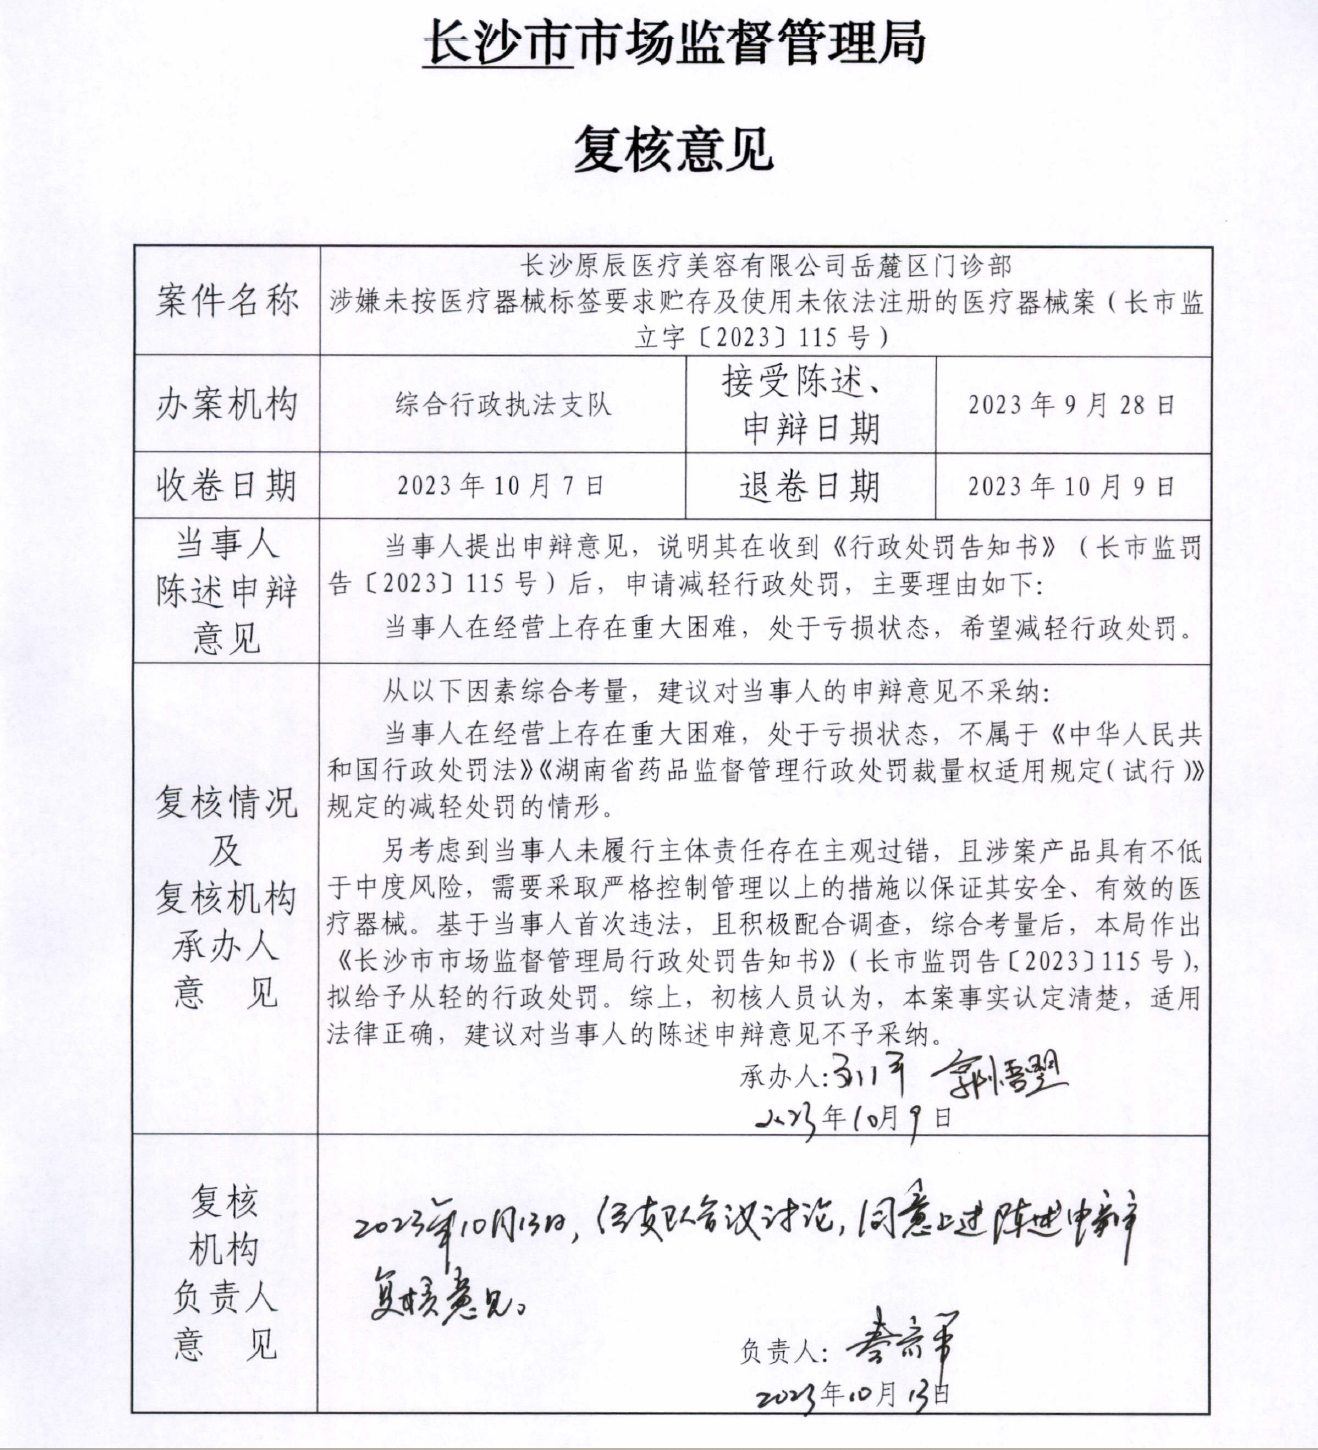 长沙市市场监督管理局
复核意见
案件名称
长沙原辰医疗美容有限公司岳麓区门诊部
涉嫌未按医疗器械标签要求贮存及使用未依法注册的医疗器械案（长市监
立字〔2023〕115号）
办案机构
综合行政执法支队
接受陈述、
申辩日期
2023年9月28日
收卷日期
2023年10月7日
退卷日期
2023年10月9日
当事人
陈述申辩
意见
当事人提出申辩意见，说明其在收到《行政处罚告知书》（长市监罚
告〔2023〕115号）后，申请减轻行政处罚，主要理由如下：
当事人在经营上存在重大困难，处于亏损状态，希望减轻行政处罚。
复核情况
及
复核机构
承办人
意 见
从以下因素综合考量，建议对当事人的申辩意见不采纳：
当事人在经营上存在重大困难，处于亏损状态，不属于《中华人民共
和国行政处罚法》《湖南省药品监督管理行政处罚裁量权适用规定（试行）》
规定的减轻处罚的情形。
另考虑到当事人未履行主体责任存在主观过错，且涉案产品具有不低
于中度风险，需要采取严格控制管理以上的措施以保证其安全、有效的医
疗器械。基于当事人首次违法，且积极配合调查，综合考量后，本局作出
《长沙市市场监督管理局行政处罚告知书》（长市监罚告〔2023〕115号），
拟给予从轻的行政处罚。综上，初核人员认为，本案事实认定清楚，适用
法律正确，建议对当事人的陈述申辩意见不予采纳。
承办人：
2023年10月9日
复核
机构
负责人
意 见
2023年10月13日，经支队会议讨论，同意上述陈述申辩
复核意见。
负责人：
2023年10月13日